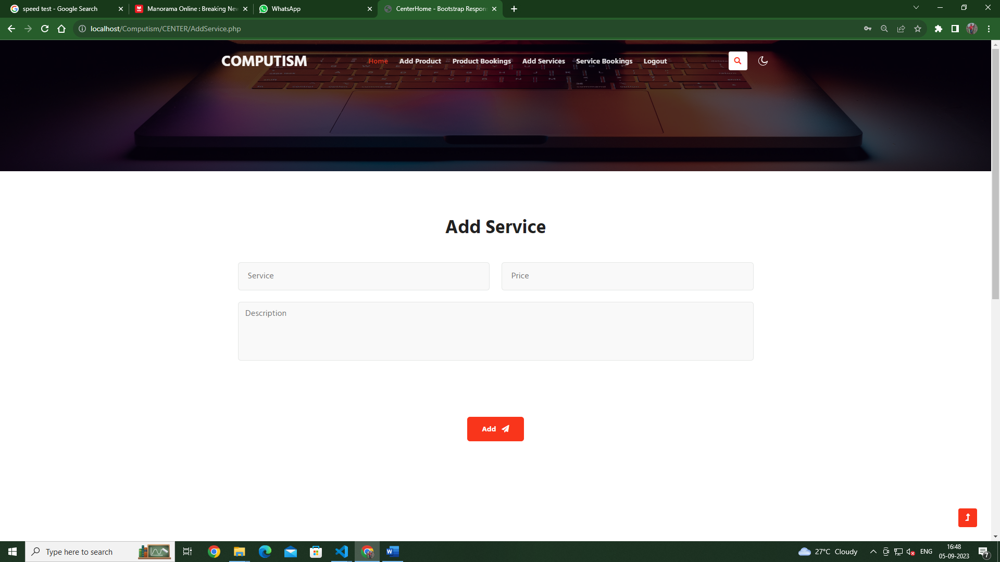 speed test - Google Search
Manorama Online : Breaking Nev
WhatsApp
CenterHome - Bootstrap Respon
localhost/Computism/CENTER/AddService.php
COMPUTISM
Home
Add Product
Product Bookings
Add Services
Service Bookings
Logout
Add Service
Service
Price
Description
Add
Type here to search
27°C Cloudy
ENG
16:48
05-09-2023
7